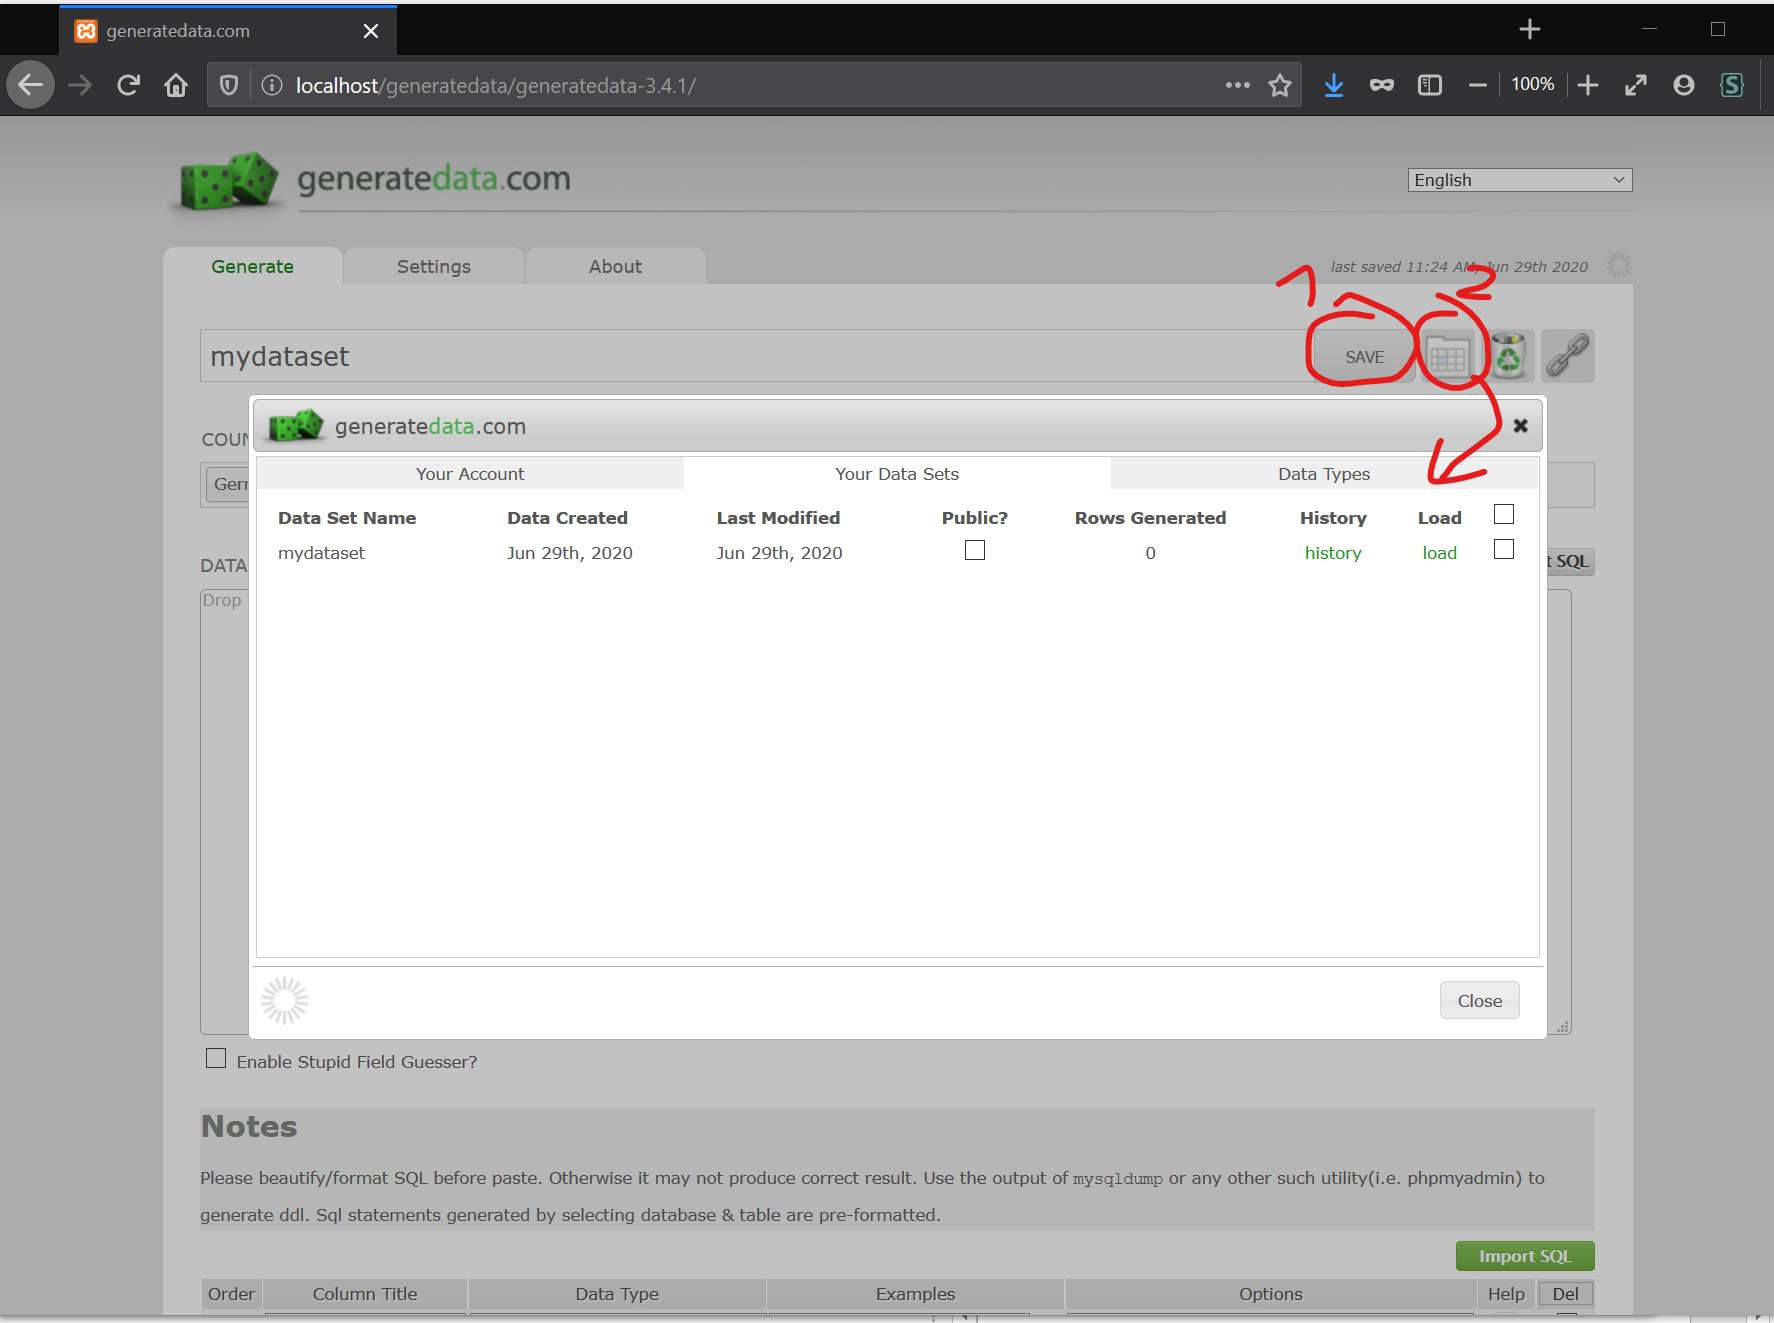 generatedata.com
localhost/generatedata/generatedata-3.4.1/
100%
generatedata.com
English
Generate Settings About
last saved 11:24 AM, Jun 29th 2020
1 2
mydataset
SAVE
generatedata.com
COUN
Your Account Your Data Sets Data Types
Gerr
Data Set Name Data Created Last Modified Public? Rows Generated History Load
mydataset Jun 29th, 2020 Jun 29th, 2020 0 history load
DATA
t SQL
Drop
Close
Enable Stupid Field Guesser?
Notes
Please beautify/format SQL before paste. Otherwise it may not produce correct result. Use the output of mysqldump or any other such utility(i.e. phpmyadmin) to
generate ddl. Sql statements generated by selecting database & table are pre-formatted.
Import SQL
Order Column Title Data Type Examples Options Help Del